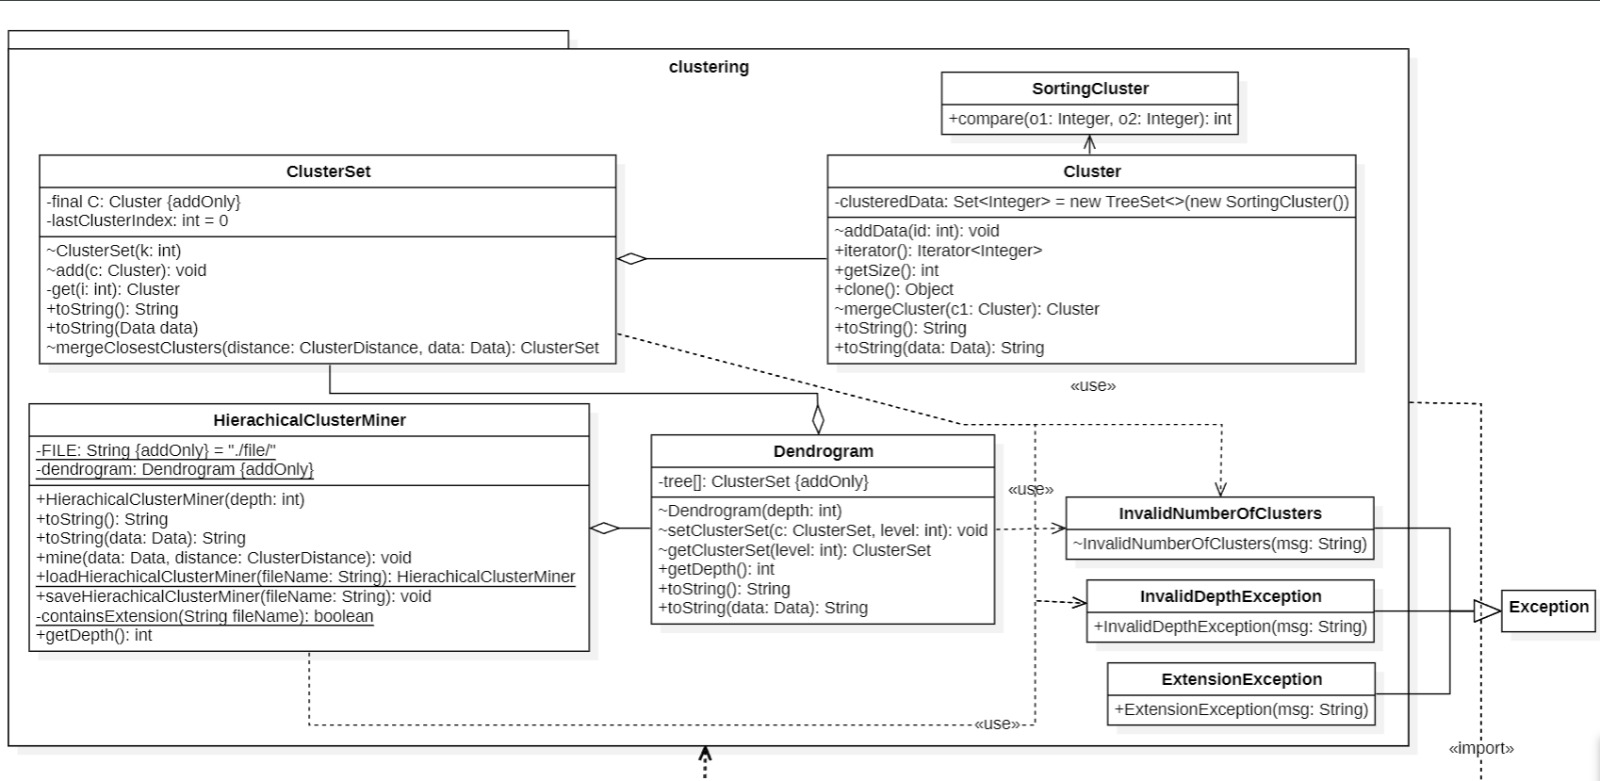 clustering
SortingCluster
+compare(o1: Integer, o2: Integer): int
ClusterSet
-final C: Cluster {addOnly}
-lastClusterIndex: int = 0
~ClusterSet(k: int)
~add(c: Cluster): void
-get(i: int): Cluster
+toString(): String
+toString(Data data)
~mergeClosestClusters(distance: ClusterDistance, data: Data): ClusterSet
Cluster
-clusteredData: Set<Integer> = new TreeSet<>(new SortingCluster())
~addData(id: int): void
+iterator(): Iterator<Integer>
+getSize(): int
+clone(): Object
~mergeCluster(c1: Cluster): Cluster
+toString(): String
+toString(data: Data): String
«use»
HierachicalClusterMiner
-FILE: String {addOnly} = "./file/"
-dendrogram: Dendrogram {addOnly}
+HierachicalClusterMiner(depth: int)
+toString(): String
+toString(data: Data): String
+mine(data: Data, distance: ClusterDistance): void
+loadHierachicalClusterMiner(fileName: String): HierachicalClusterMiner
+saveHierachicalClusterMiner(fileName: String): void
-containsExtension(String fileName): boolean
+getDepth(): int
Dendrogram
-tree[]: ClusterSet {addOnly}
~Dendrogram(depth: int)
~setClusterSet(c: ClusterSet, level: int): void
~getClusterSet(level: int): ClusterSet
+getDepth(): int
+toString(): String
+toString(data: Data): String
«use»
InvalidNumberOfClusters
~InvalidNumberOfClusters(msg: String)
InvalidDepthException
+InvalidDepthException(msg: String)
Exception
ExtensionException
+ExtensionException(msg: String)
«use»
«import»